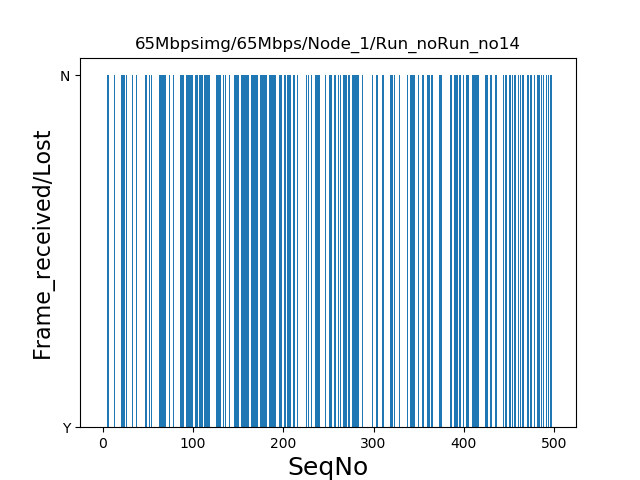 65Mbpsimg/65Mbps/Node_1/Run_noRun_no14
N
Frame_received/Lost
Y
0 100 200 300 400 500
SeqNo